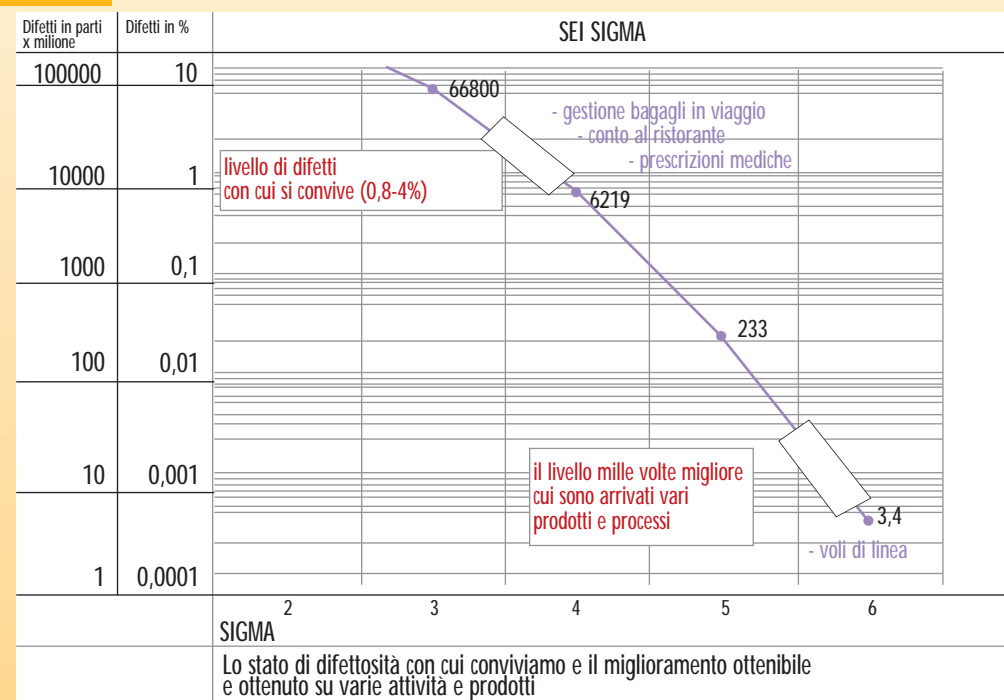 Difetti in parti
x milione
Difetti in %
SEI SIGMA
100000
10
66800
- gestione bagagli in viaggio
- conto al ristorante
- prescrizioni mediche
livello di difetti
con cui si convive (0,8-4%)
10000
1
6219
1000
0,1
233
100
0,01
il livello mille volte migliore
cui sono arrivati vari
prodotti e processi
10
0,001
3,4
- voli di linea
1
0,0001
2
3
4
5
6
SIGMA
Lo stato di difettosità con cui conviviamo e il miglioramento ottenibile
e ottenuto su varie attività e prodotti